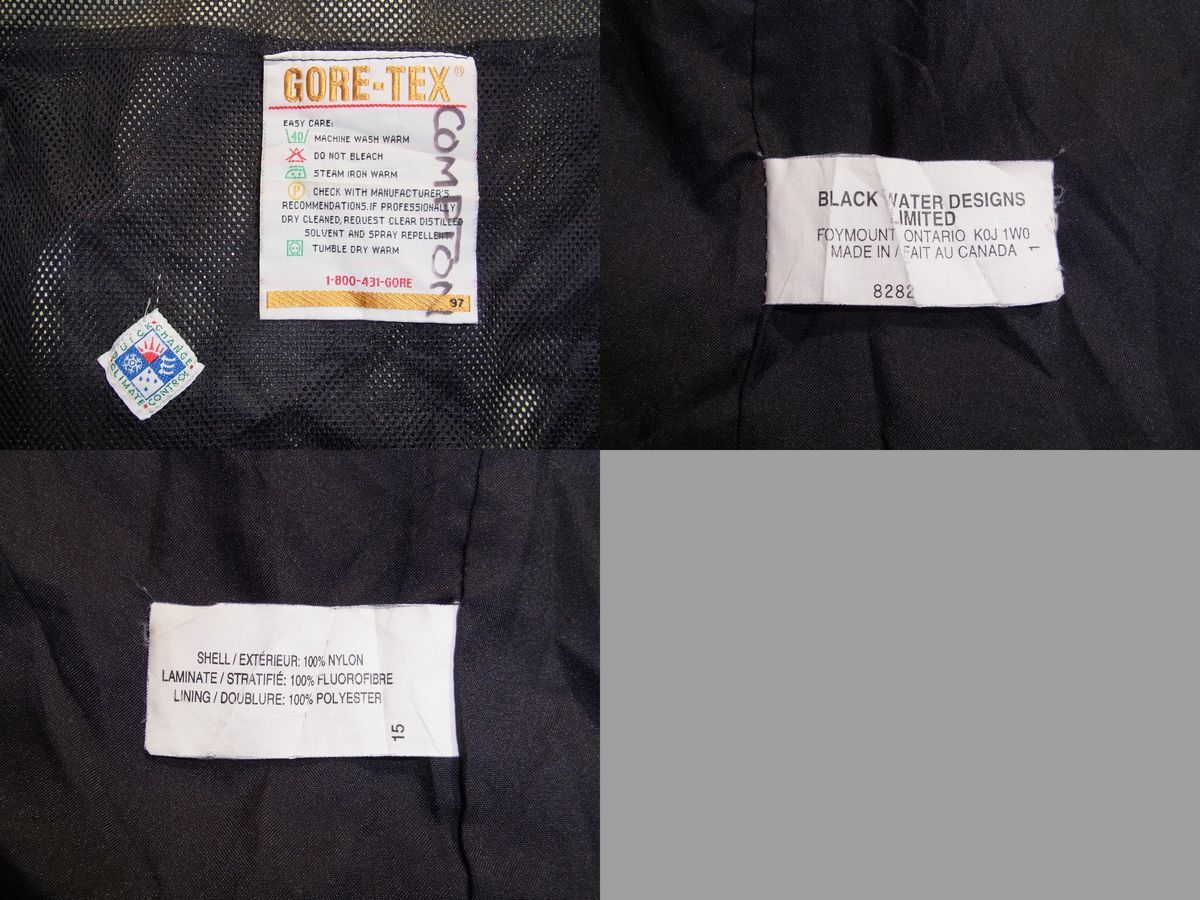 GORE-TEX®
EASY CARE:
40 MACHINE WASH WARM
DO NOT BLEACH
STEAM IRON WARM
P CHECK WITH MANUFACTURER'S
RECOMMENDATIONS. IF PROFESSIONALLY
DRY CLEANED, REQUEST CLEAR DISTILLED
SOLVENT AND SPRAY REPELLENT
TUMBLE DRY WARM
1-800-431-GORE
97
COMPTON
QUICK CHANGE
CLIMATE CONTROL
BLACK WATER DESIGNS
LIMITED
FOYMOUNT ONTARIO K0J 1W0
MADE IN / FAIT AU CANADA
1
8282
SHELL / EXTÉRIEUR: 100% NYLON
LAMINATE / STRATIFIÉ: 100% FLUOROFIBRE
LINING / DOUBLURE: 100% POLYESTER
15